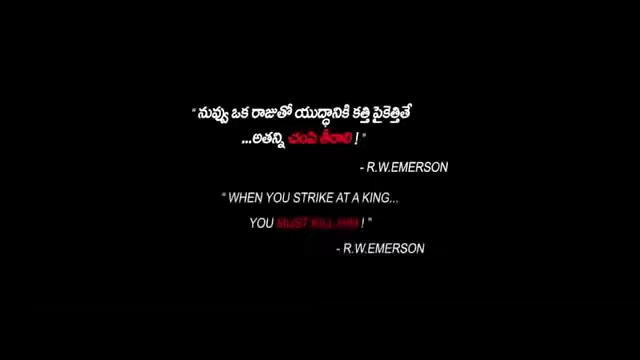 " నువ్వు ఒక రాజుతో యుద్ధానికి కత్తి పైకెత్తితే
...అతన్ని చంపి తీరాలి ! "
- R.W.EMERSON
" WHEN YOU STRIKE AT A KING...
YOU MUST KILL HIM ! "
- R.W.EMERSON